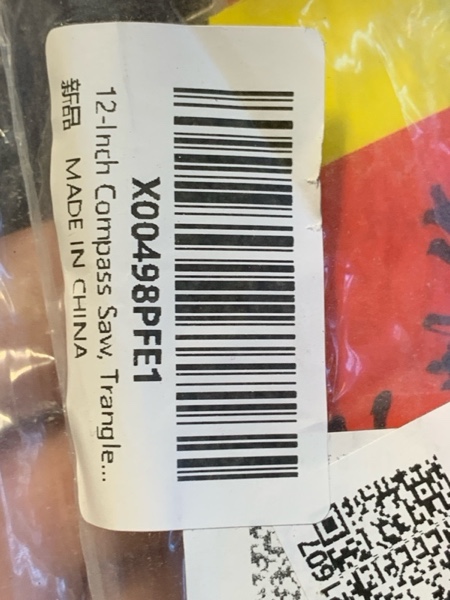 X00498PFE1
12-Inch Compass Saw, Trangle...
新品 MADE IN CHINA